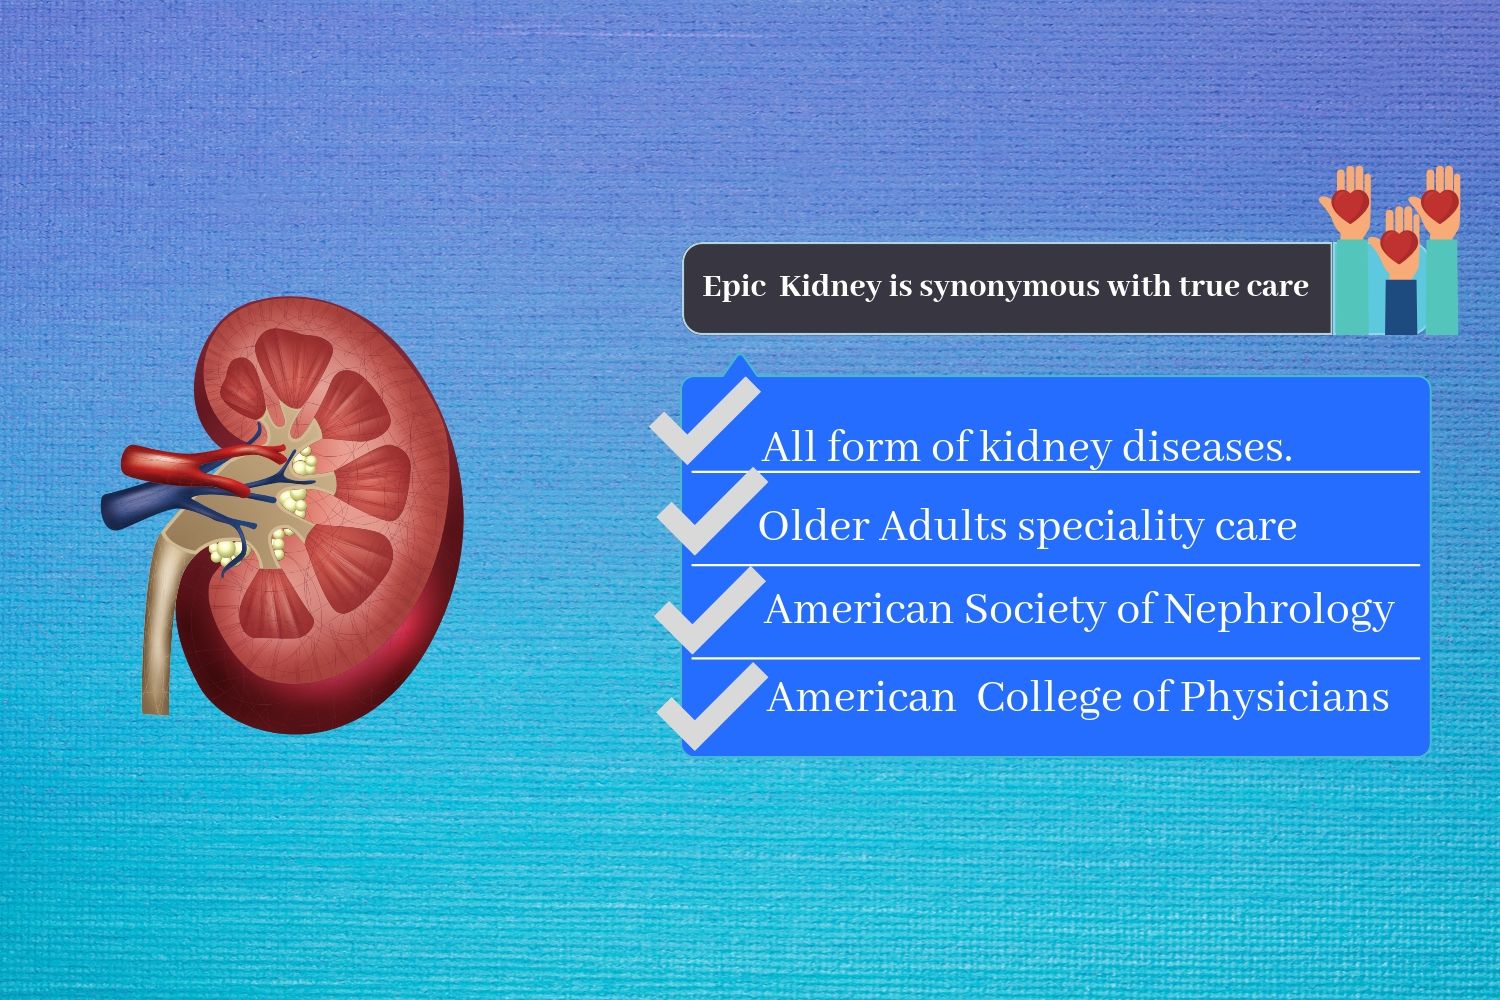 Epic Kidney is synonymous with true care
All form of kidney diseases.
Older Adults speciality care
American Society of Nephrology
American College of Physicians